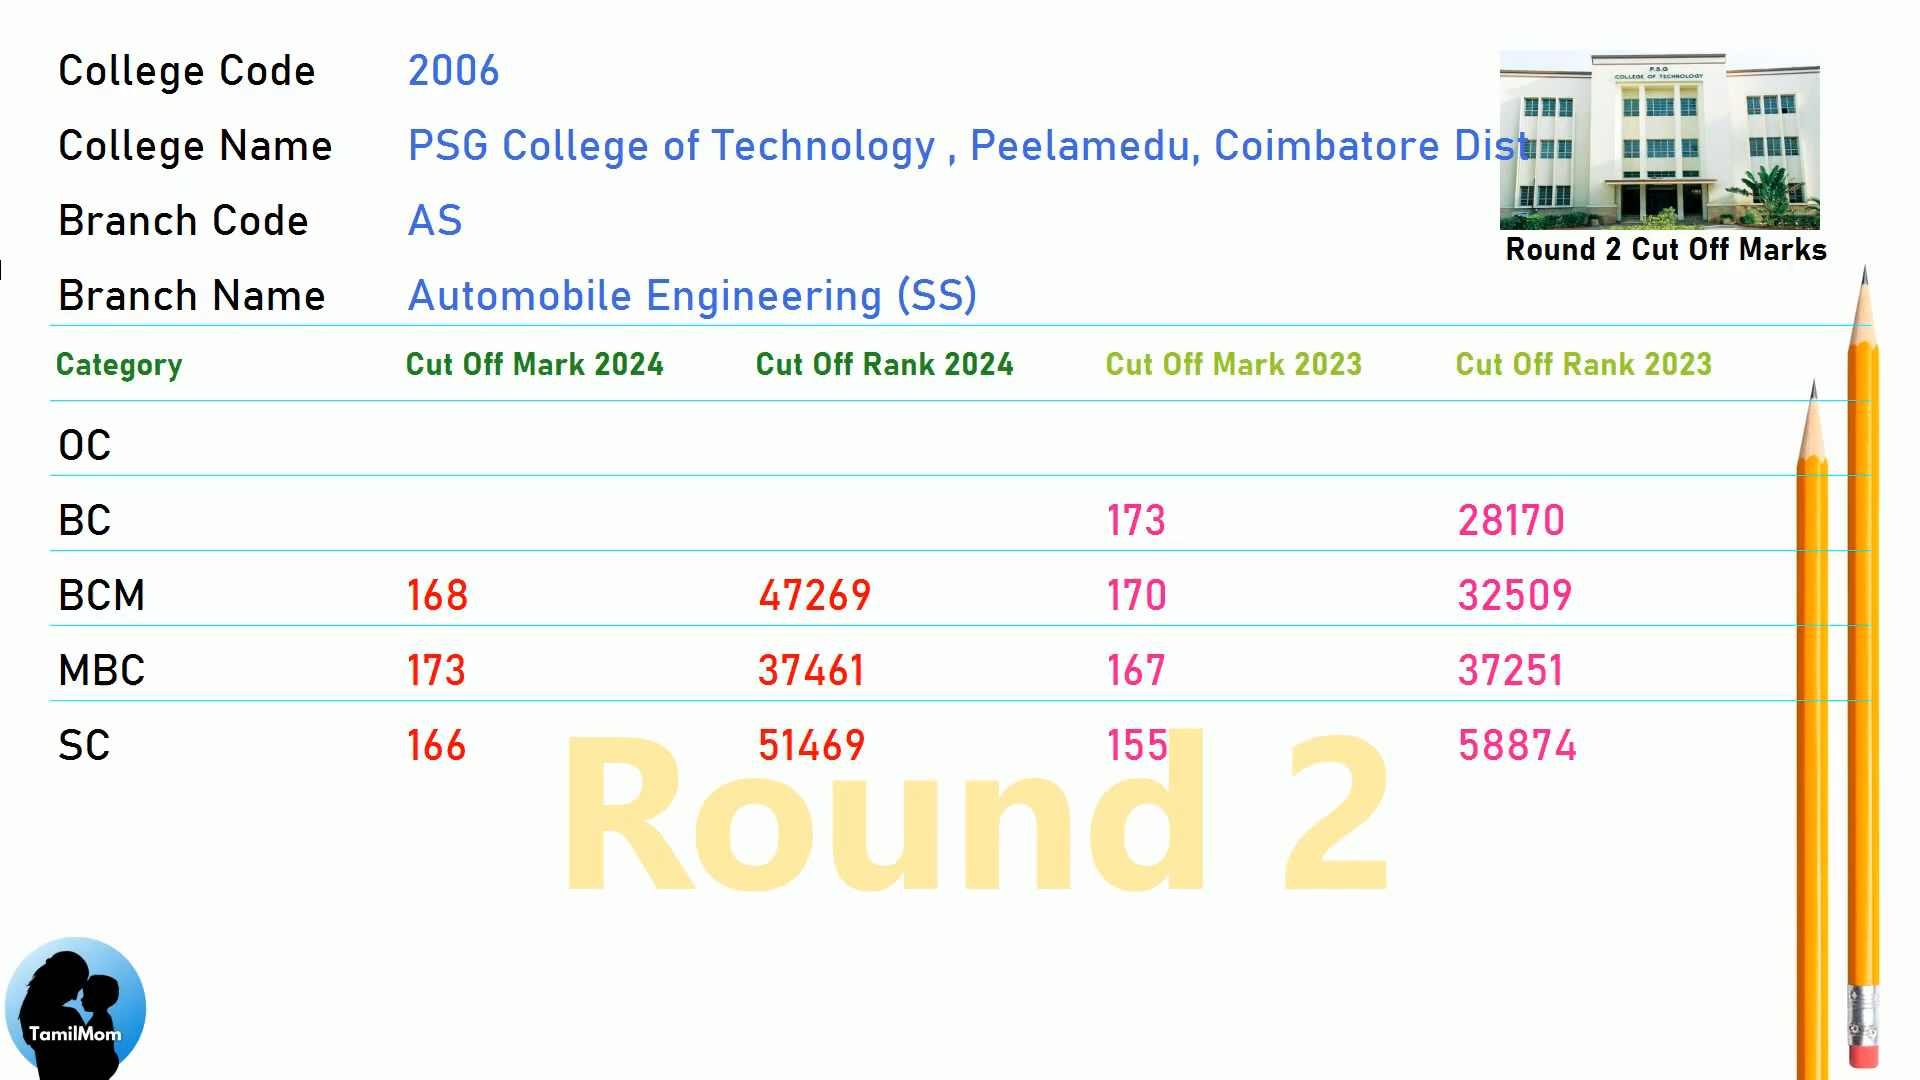 College Code 2006
College Name PSG College of Technology , Peelamedu, Coimbatore Dist
Branch Code AS
Branch Name Automobile Engineering (SS)
P.S.G
COLLEGE OF TECHNOLOGY
Round 2 Cut Off Marks
Category Cut Off Mark 2024 Cut Off Rank 2024 Cut Off Mark 2023 Cut Off Rank 2023
OC
BC 173 28170
BCM 168 47269 170 32509
MBC 173 37461 167 37251
SC 166 51469 155 58874
Round 2
TamilMom